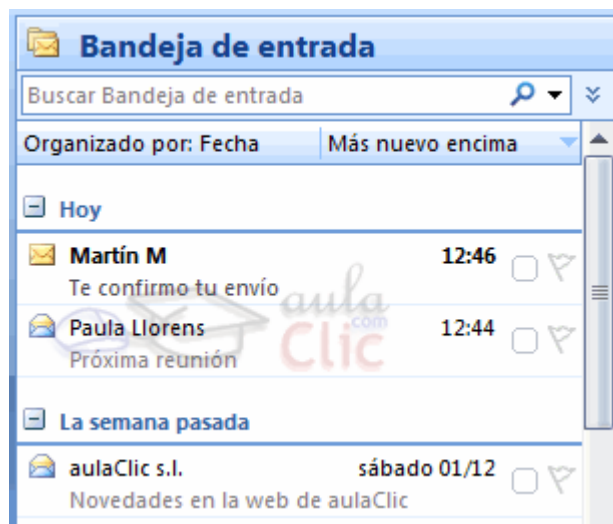 Bandeja de entrada
Buscar Bandeja de entrada
Organizado por: Fecha Más nuevo encima
Hoy
Martín M 12:46
Te confirmo tu envío
Paula Llorens 12:44
Próxima reunión
aula
.com
Clic
La semana pasada
aulaClic s.l. sábado 01/12
Novedades en la web de aulaClic